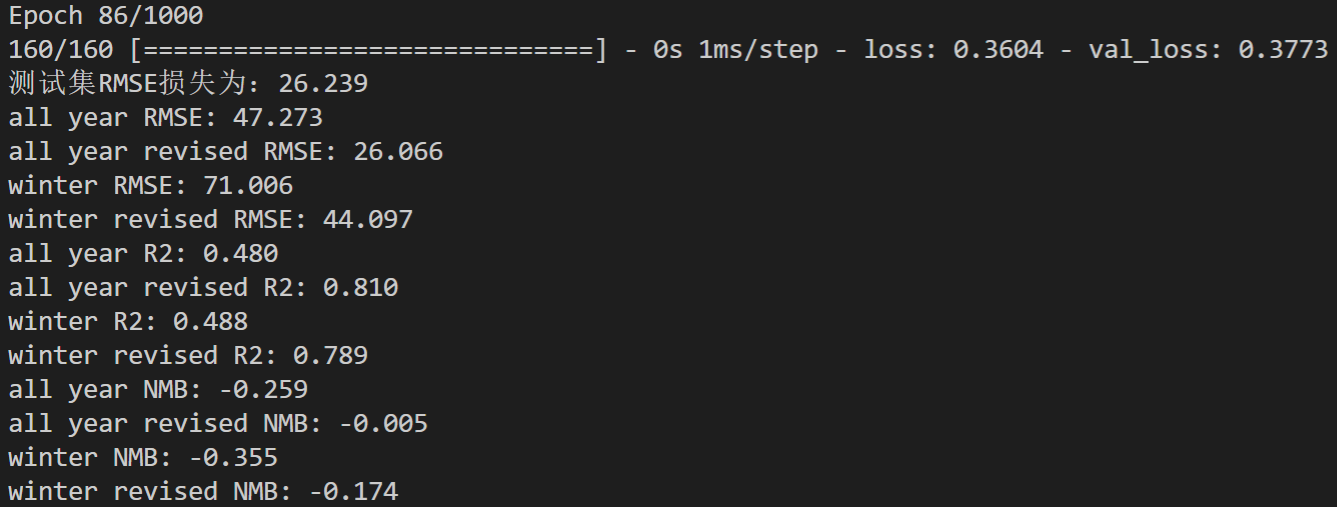 Epoch 86/1000
160/160 [==============================] - 0s 1ms/step - loss: 0.3604 - val_loss: 0.3773
测试集RMSE损失为：26.239
all year RMSE: 47.273
all year revised RMSE: 26.066
winter RMSE: 71.006
winter revised RMSE: 44.097
all year R2: 0.480
all year revised R2: 0.810
winter R2: 0.488
winter revised R2: 0.789
all year NMB: -0.259
all year revised NMB: -0.005
winter NMB: -0.355
winter revised NMB: -0.174